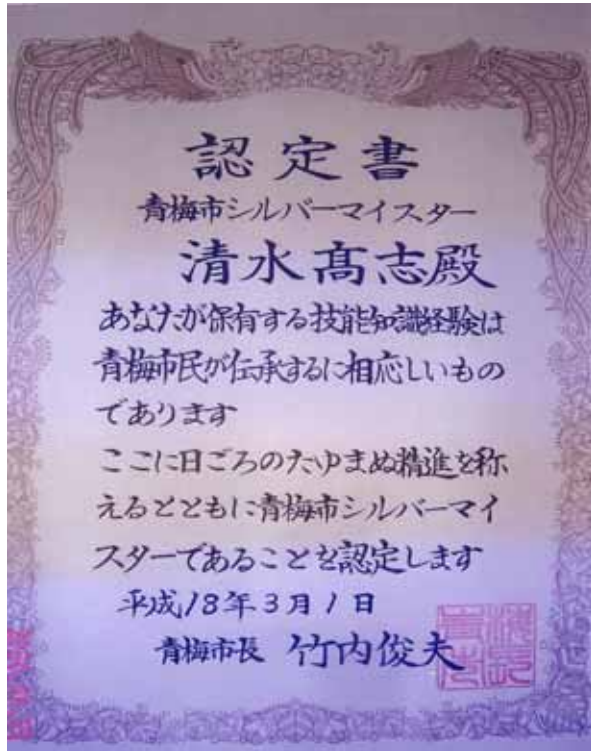 認定書
青梅市シルバーマイスター
清水髙志殿
あなたが保有する技能知識経験は
青梅市民が伝承するに相応しいもの
であります
ここに日ごろのたゆまぬ精進を称
えるとともに青梅市シルバーマイ
スターであることを認定します
平成18年3月1日
青梅市長 竹内俊夫